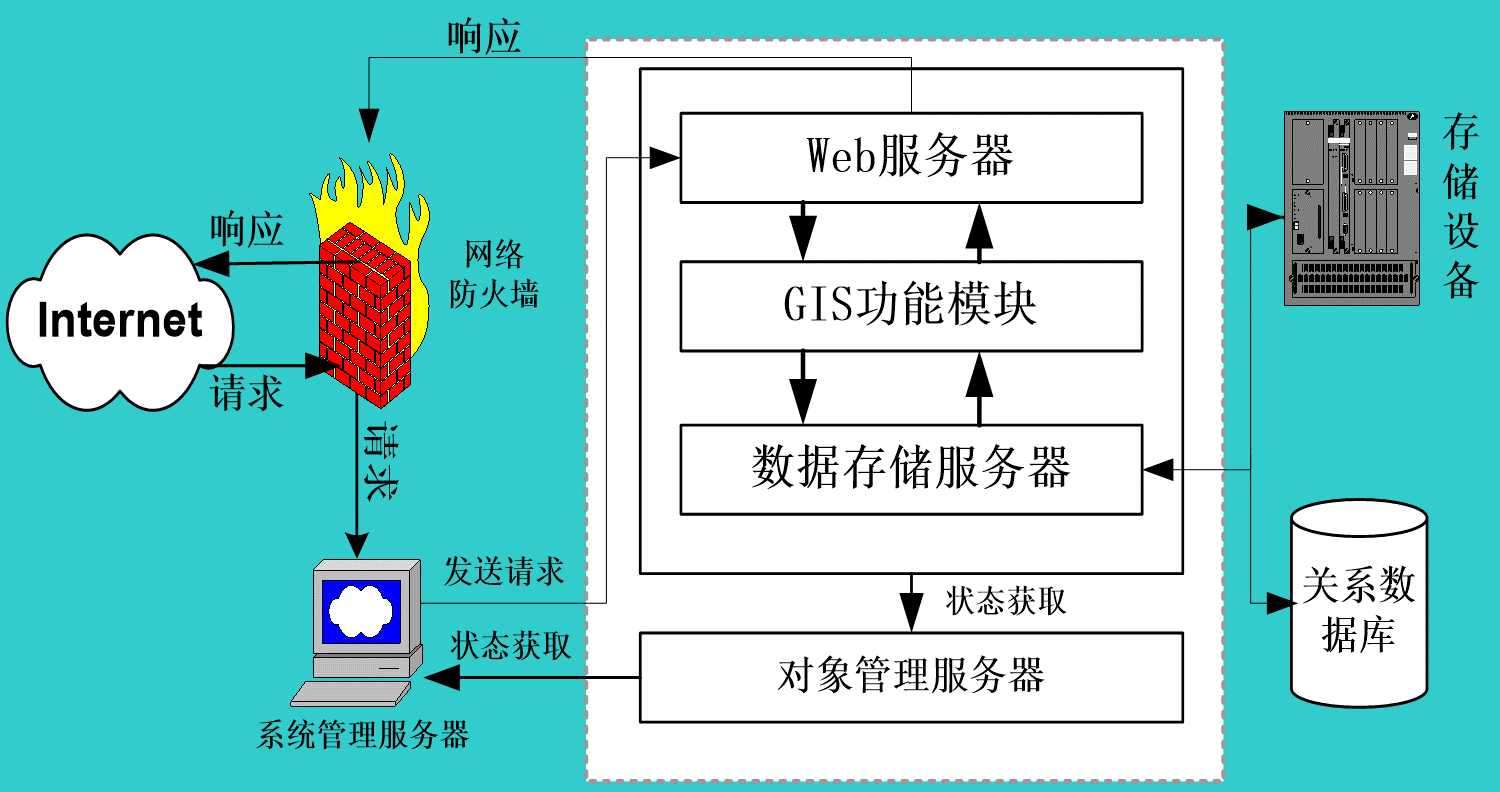 响应
Web服务器
存储设备
响应
网络
防火墙
Internet
GIS功能模块
请求
请求
数据存储服务器
发送请求
状态获取
关系数
据库
状态获取
对象管理服务器
系统管理服务器